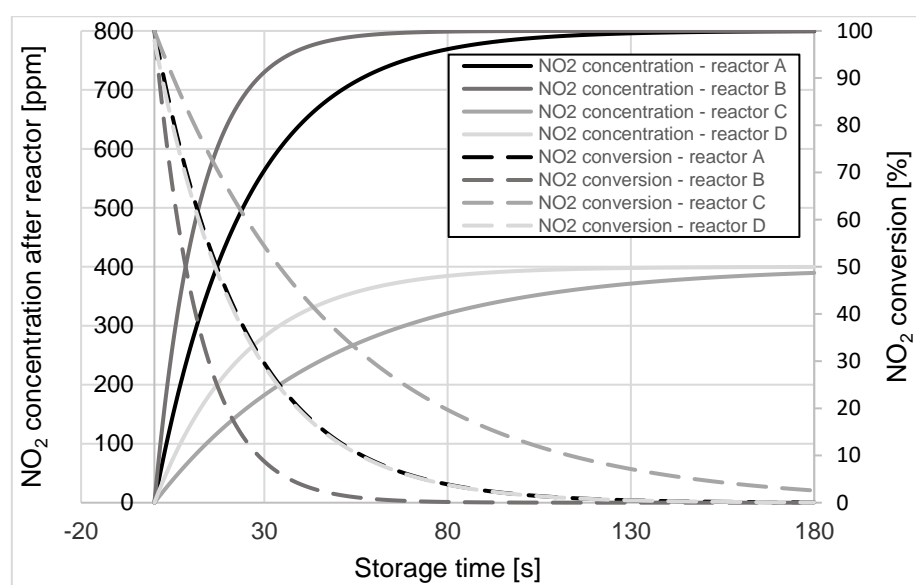 NO₂ concentration after reactor [ppm]
800
700
600
500
400
300
200
100
0
NO2 concentration - reactor A
NO2 concentration - reactor B
NO2 concentration - reactor C
NO2 concentration - reactor D
NO2 conversion - reactor A
NO2 conversion - reactor B
NO2 conversion - reactor C
NO2 conversion - reactor D
100
90
80
70
60
50
40
30
20
10
0
NO₂ conversion [%]
-20 30 80 130 180
Storage time [s]